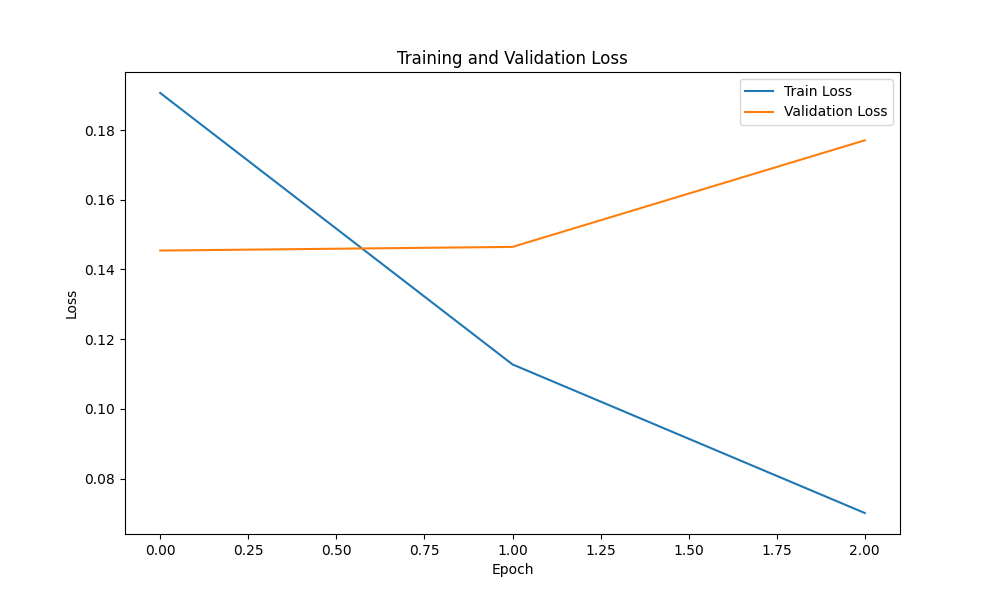 Training and Validation Loss
Train Loss
Validation Loss
0.18
0.16
0.14
0.12
0.10
0.08
Loss
0.00 0.25 0.50 0.75 1.00 1.25 1.50 1.75 2.00
Epoch